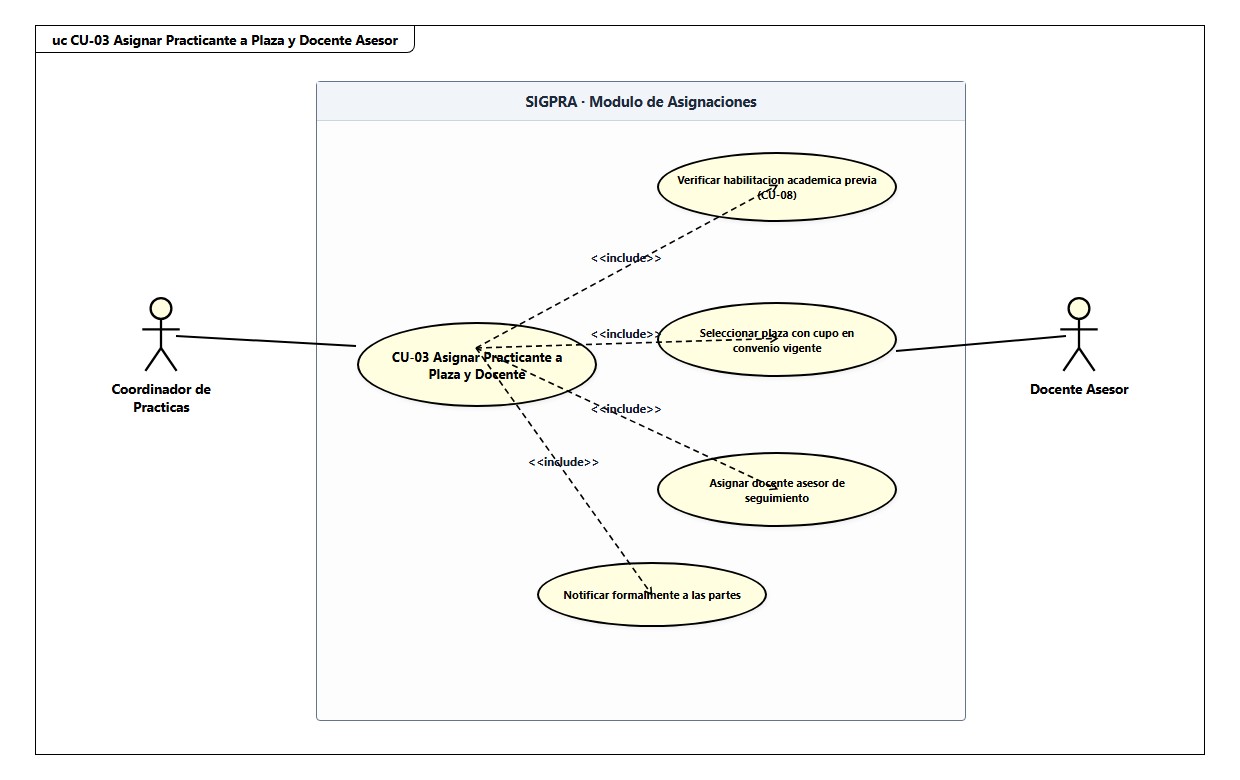 uc CU-03 Asignar Practicante a Plaza y Docente Asesor
SIGPRA · Modulo de Asignaciones
Verificar habilitacion academica previa
(CU-08)
<<include>>
<<include>>
Seleccionar plaza con cupo en
convenio vigente
CU-03 Asignar Practicante a
Plaza y Docente
Coordinador de
Practicas
Docente Asesor
<<include>>
<<include>>
Asignar docente asesor de
seguimiento
Notificar formalmente a las partes